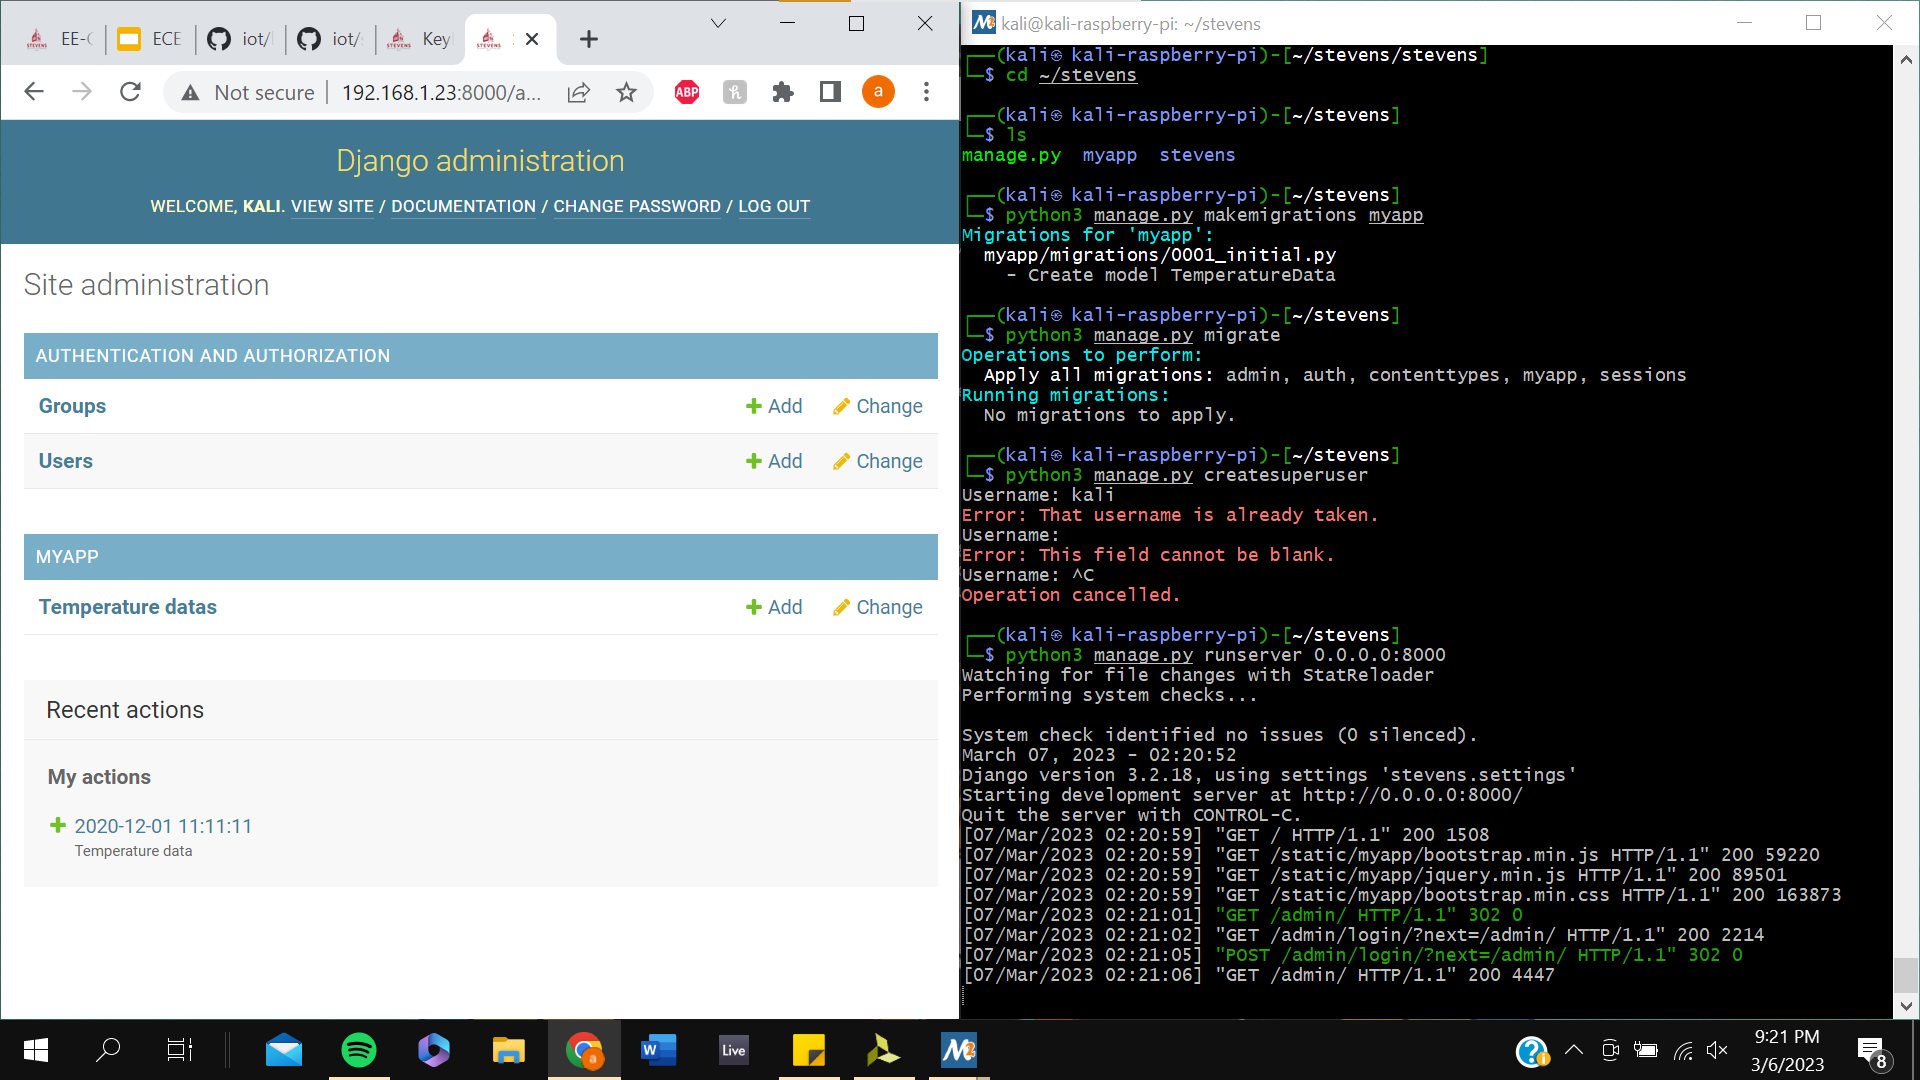 EE-
ECE
iot/
iot/
Key
Not secure
192.168.1.23:8000/a...
ABP
a
Django administration
WELCOME, KALI. VIEW SITE / DOCUMENTATION / CHANGE PASSWORD / LOG OUT
Site administration
AUTHENTICATION AND AUTHORIZATION
Groups Add Change
Users Add Change
MYAPP
Temperature datas Add Change
Recent actions
My actions
2020-12-01 11:11:11
Temperature data
kali@kali-raspberry-pi: ~/stevens
(kali㉿ kali-raspberry-pi)-[~/stevens/stevens]
$ cd ~/stevens
(kali㉿ kali-raspberry-pi)-[~/stevens]
$ ls
manage.py myapp stevens
(kali㉿ kali-raspberry-pi)-[~/stevens]
$ python3 manage.py makemigrations myapp
Migrations for 'myapp':
myapp/migrations/0001_initial.py
- Create model TemperatureData
(kali㉿ kali-raspberry-pi)-[~/stevens]
$ python3 manage.py migrate
Operations to perform:
Apply all migrations: admin, auth, contenttypes, myapp, sessions
Running migrations:
No migrations to apply.
(kali㉿ kali-raspberry-pi)-[~/stevens]
$ python3 manage.py createsuperuser
Username: kali
Error: That username is already taken.
Username:
Error: This field cannot be blank.
Username: ^C
Operation cancelled.
(kali㉿ kali-raspberry-pi)-[~/stevens]
$ python3 manage.py runserver 0.0.0.0:8000
Watching for file changes with StatReloader
Performing system checks...
System check identified no issues (0 silenced).
March 07, 2023 - 02:20:52
Django version 3.2.18, using settings 'stevens.settings'
Starting development server at http://0.0.0.0:8000/
Quit the server with CONTROL-C.
[07/Mar/2023 02:20:59] "GET / HTTP/1.1" 200 1508
[07/Mar/2023 02:20:59] "GET /static/myapp/bootstrap.min.js HTTP/1.1" 200 59220
[07/Mar/2023 02:20:59] "GET /static/myapp/jquery.min.js HTTP/1.1" 200 89501
[07/Mar/2023 02:20:59] "GET /static/myapp/bootstrap.min.css HTTP/1.1" 200 163873
[07/Mar/2023 02:21:01] "GET /admin/ HTTP/1.1" 302 0
[07/Mar/2023 02:21:02] "GET /admin/login/?next=/admin/ HTTP/1.1" 200 2214
[07/Mar/2023 02:21:05] "POST /admin/login/?next=/admin/ HTTP/1.1" 302 0
[07/Mar/2023 02:21:06] "GET /admin/ HTTP/1.1" 200 4447
Live
9:21 PM
3/6/2023
8